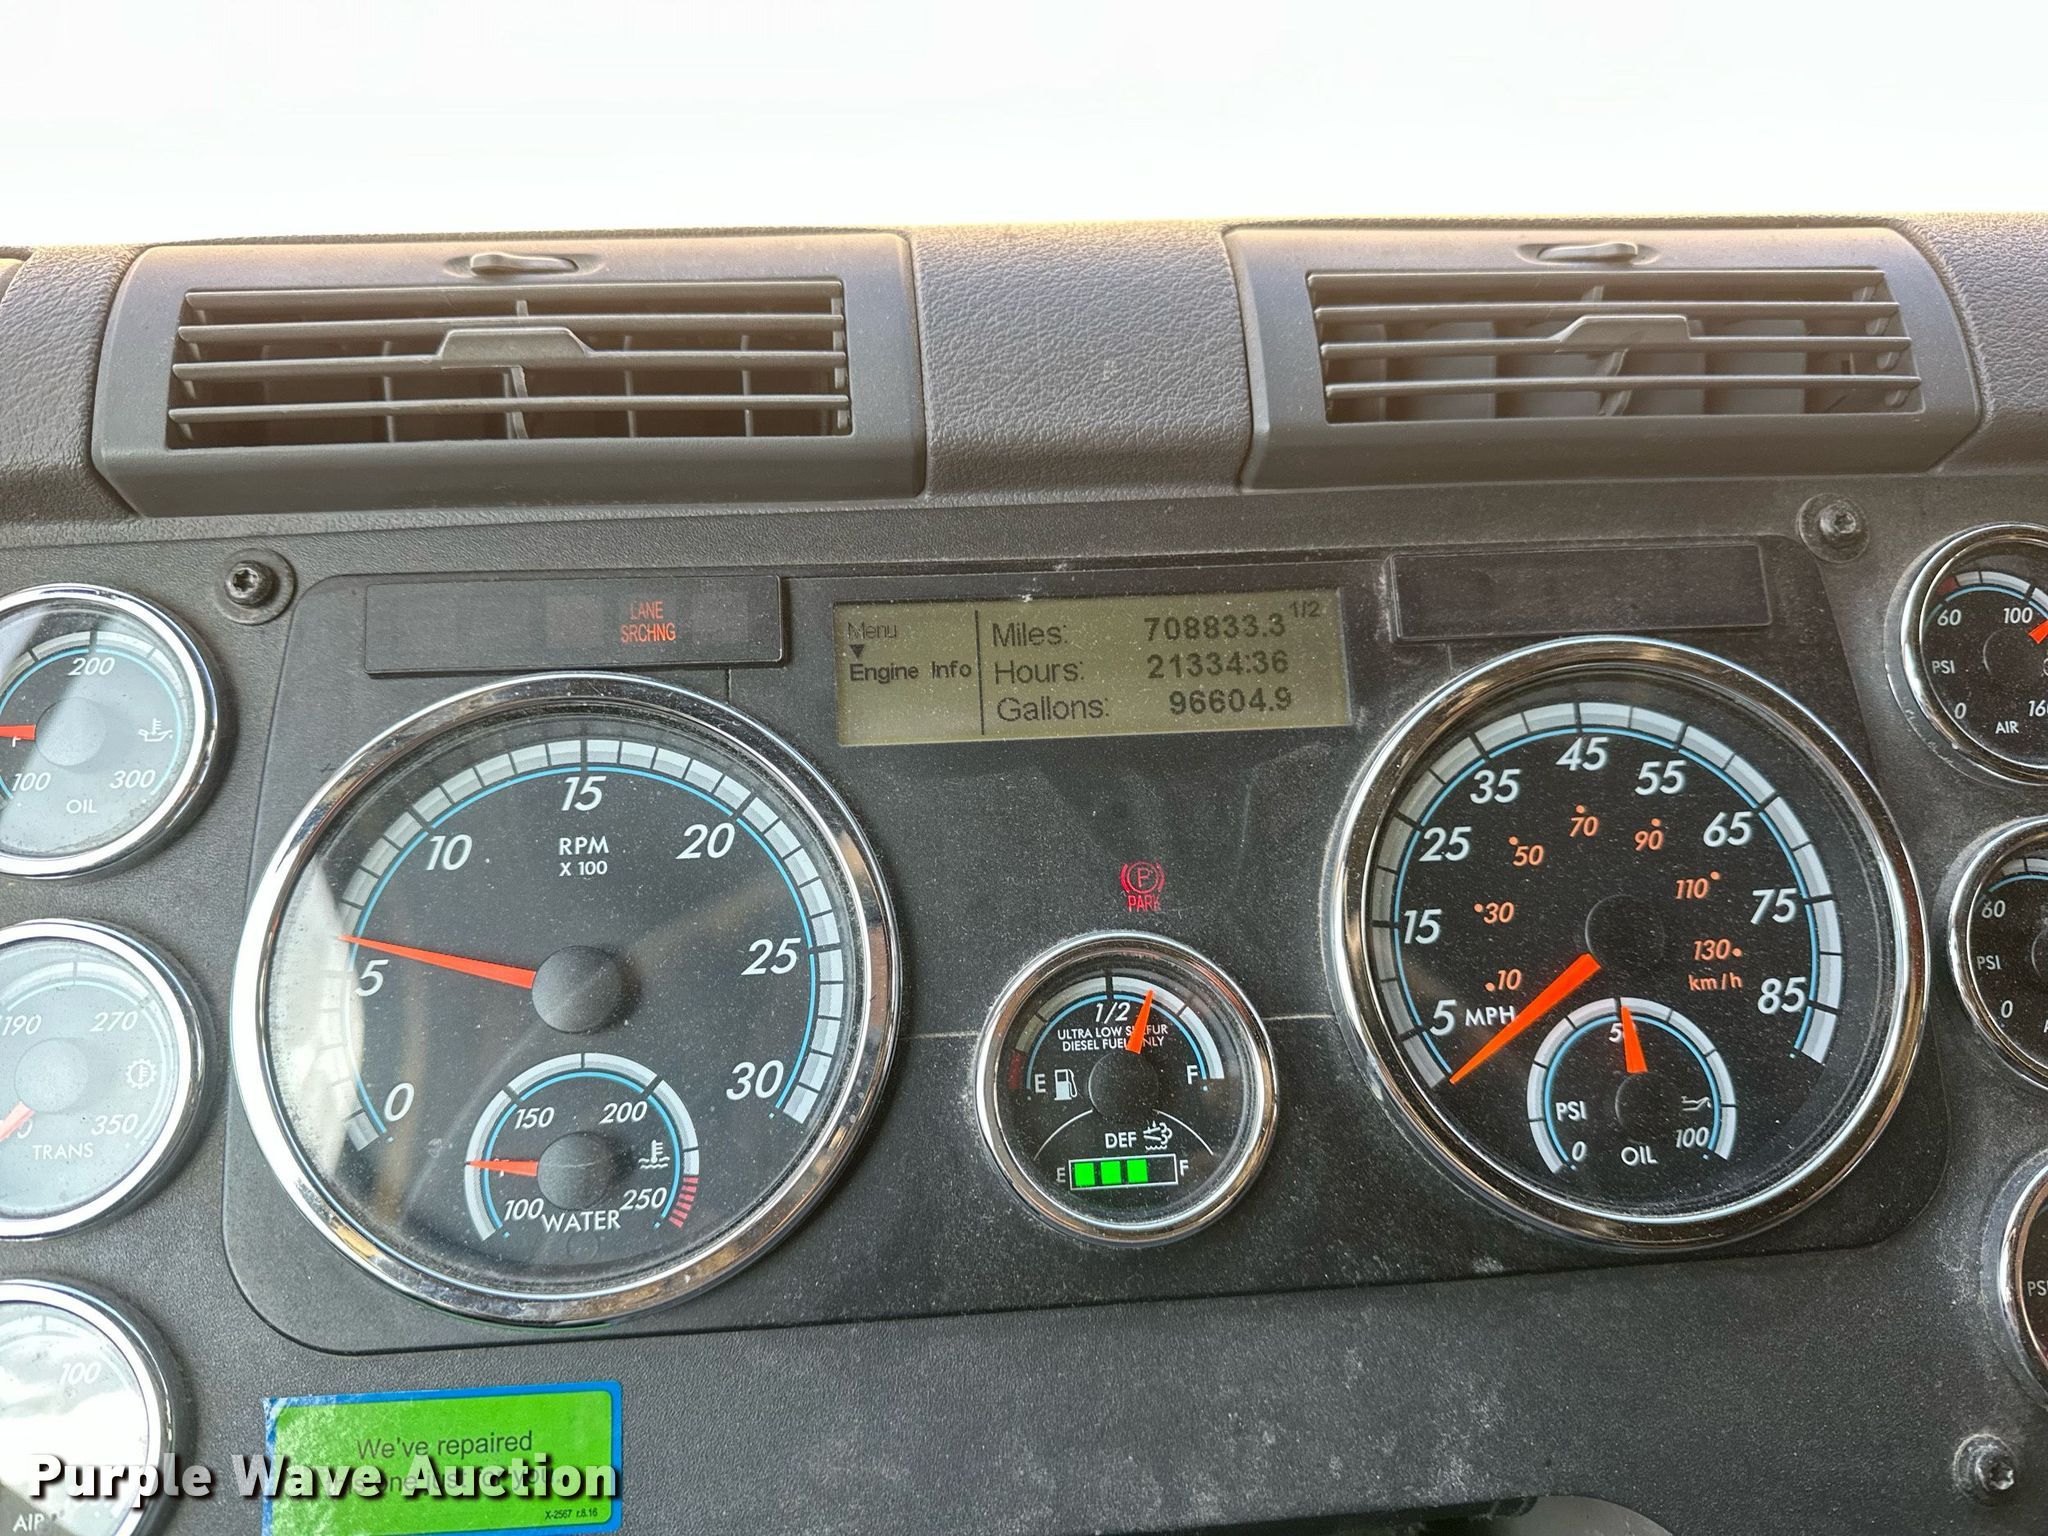 LANE
SRCHNG
Menu
Engine Info
1/2
Miles: 708833.3
Hours: 21334:36
Gallons: 96604.9
200
100 300
OIL
190 270
350
TRANS
100
AIR
0 5 10 15 20 25 30
RPM
X 100
100 150 200 250
WATER
PARK
1/2
ULTRA LOW SULFUR
DIESEL FUEL ONLY
E F
DEF
E F
5 15 25 35 45 55 65 75 85
MPH
10 30 50 70 90 110 130
km/h
PSI
0 100
OIL
60 100
PSI
0
AIR
60
PSI
0
We've repaired
X-2567 r.8.16
Purple Wave Auction